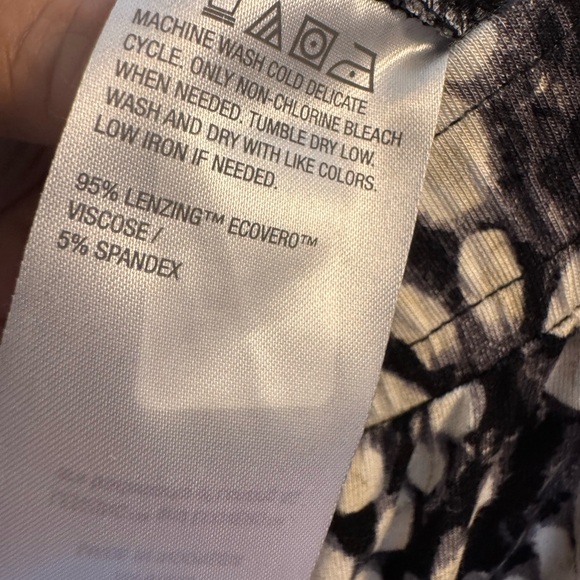 MACHINE WASH COLD DELICATE
CYCLE. ONLY NON-CHLORINE BLEACH
WHEN NEEDED. TUMBLE DRY LOW.
WASH AND DRY WITH LIKE COLORS.
LOW IRON IF NEEDED.
95% LENZING™ ECOVERO™
VISCOSE /
5% SPANDEX